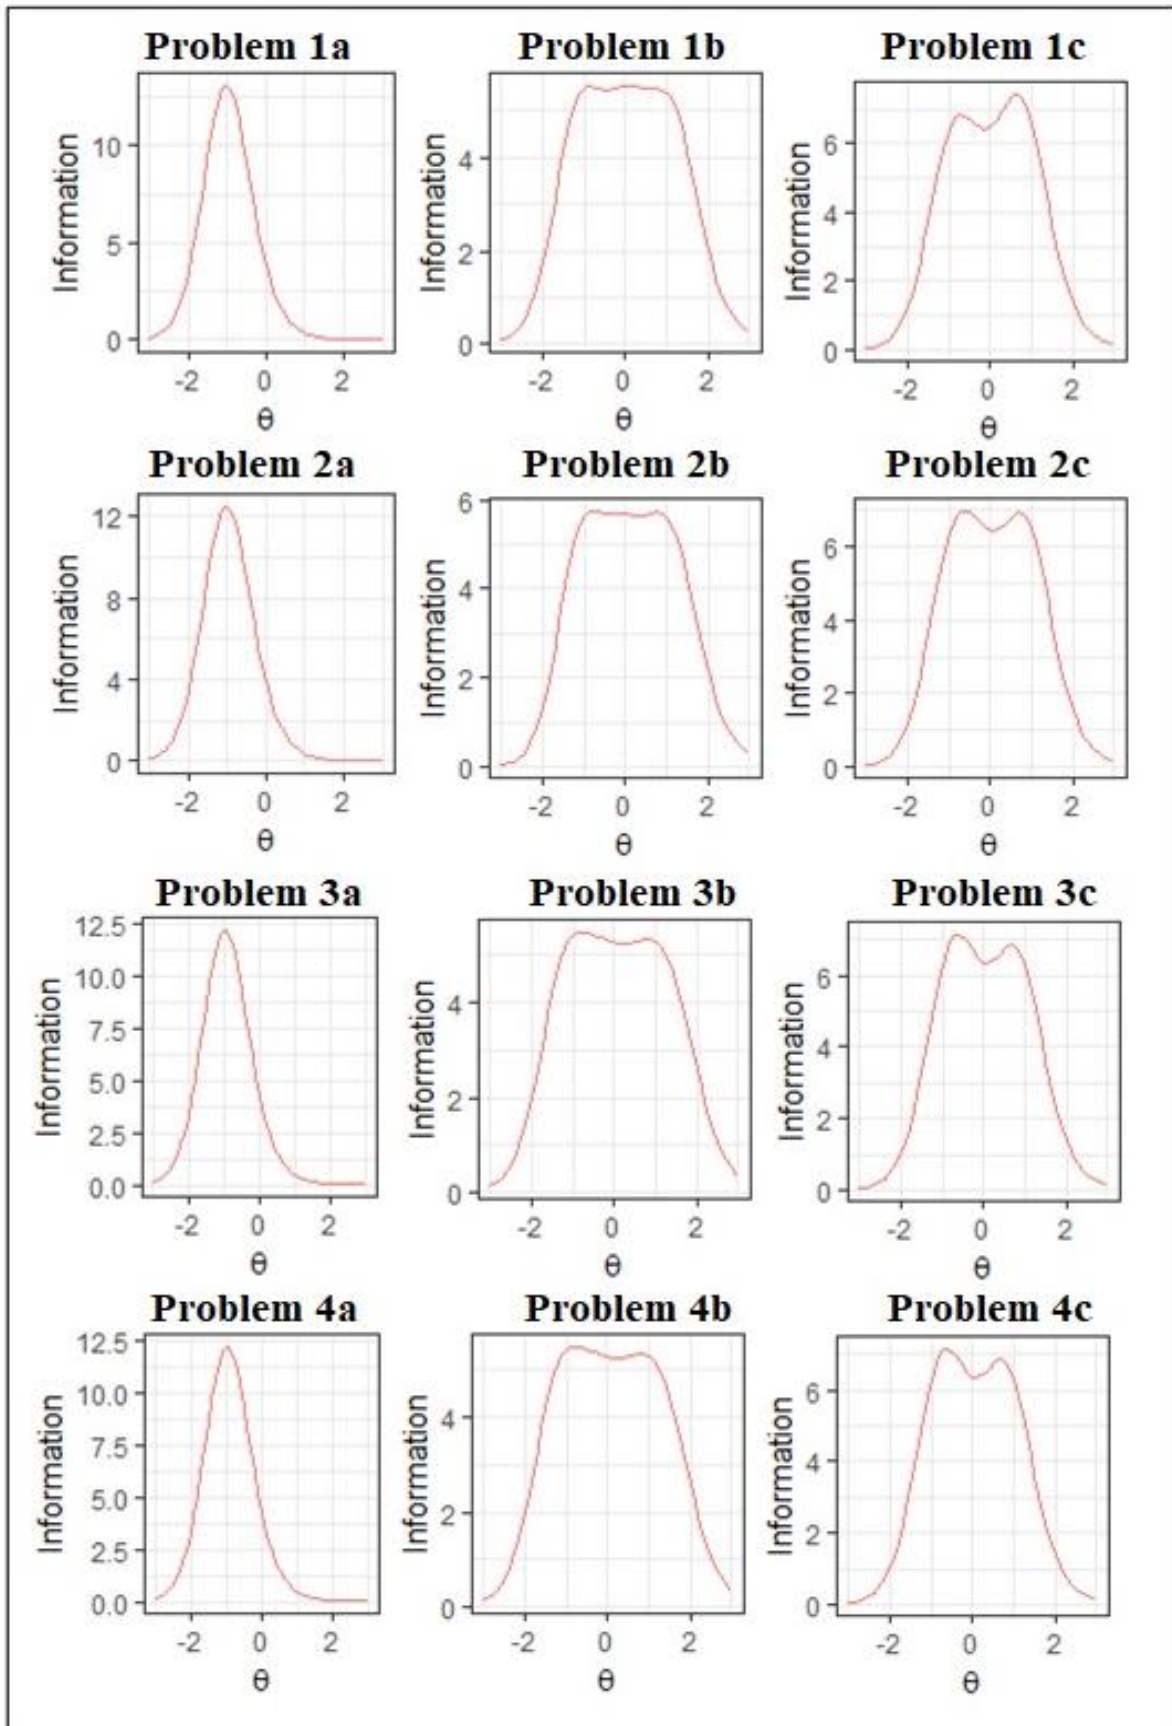 Problem 1a Problem 1b Problem 1c
Information
10
5
0
-2 0 2
θ
Information
4
2
0
-2 0 2
θ
Information
6
4
2
0
-2 0 2
θ
Problem 2a Problem 2b Problem 2c
Information
12
8
4
0
-2 0 2
θ
Information
6
4
2
0
-2 0 2
θ
Information
6
4
2
0
-2 0 2
θ
Problem 3a Problem 3b Problem 3c
Information
12.5
10.0
7.5
5.0
2.5
0.0
-2 0 2
θ
Information
4
2
0
-2 0 2
θ
Information
6
4
2
0
-2 0 2
θ
Problem 4a Problem 4b Problem 4c
Information
12.5
10.0
7.5
5.0
2.5
0.0
-2 0 2
θ
Information
4
2
0
-2 0 2
θ
Information
6
4
2
0
-2 0 2
θ